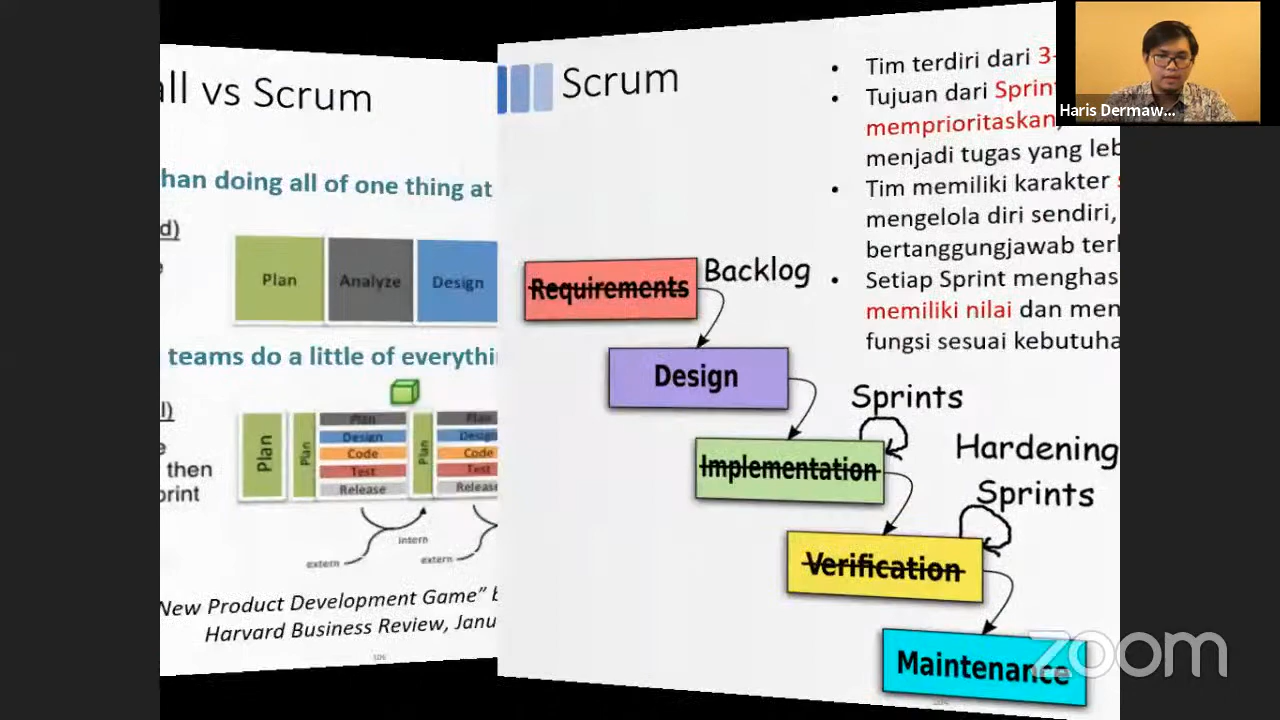 all vs Scrum
han doing all of one thing at
d)
Plan
Analyze
Design
teams do a little of everythi
l)
then
print
Plan
Plan
Plan
Design
Code
Test
Release
Plan
Plan
Design
Code
Test
Release
extern
intern
extern
New Product Development Game" b
Harvard Business Review, Janu
Scrum
Requirements
Backlog
Design
Sprints
Implementation
Hardening
Sprints
Verification
Maintenance
• Tim terdiri dari 3-
• Tujuan dari Sprint
memprioritaskan,
menjadi tugas yang leb
• Tim memiliki karakter s
mengelola diri sendiri,
bertanggungjawab terh
• Setiap Sprint menghas
memiliki nilai dan men
fungsi sesuai kebutuha
Haris Dermaw...
zoom